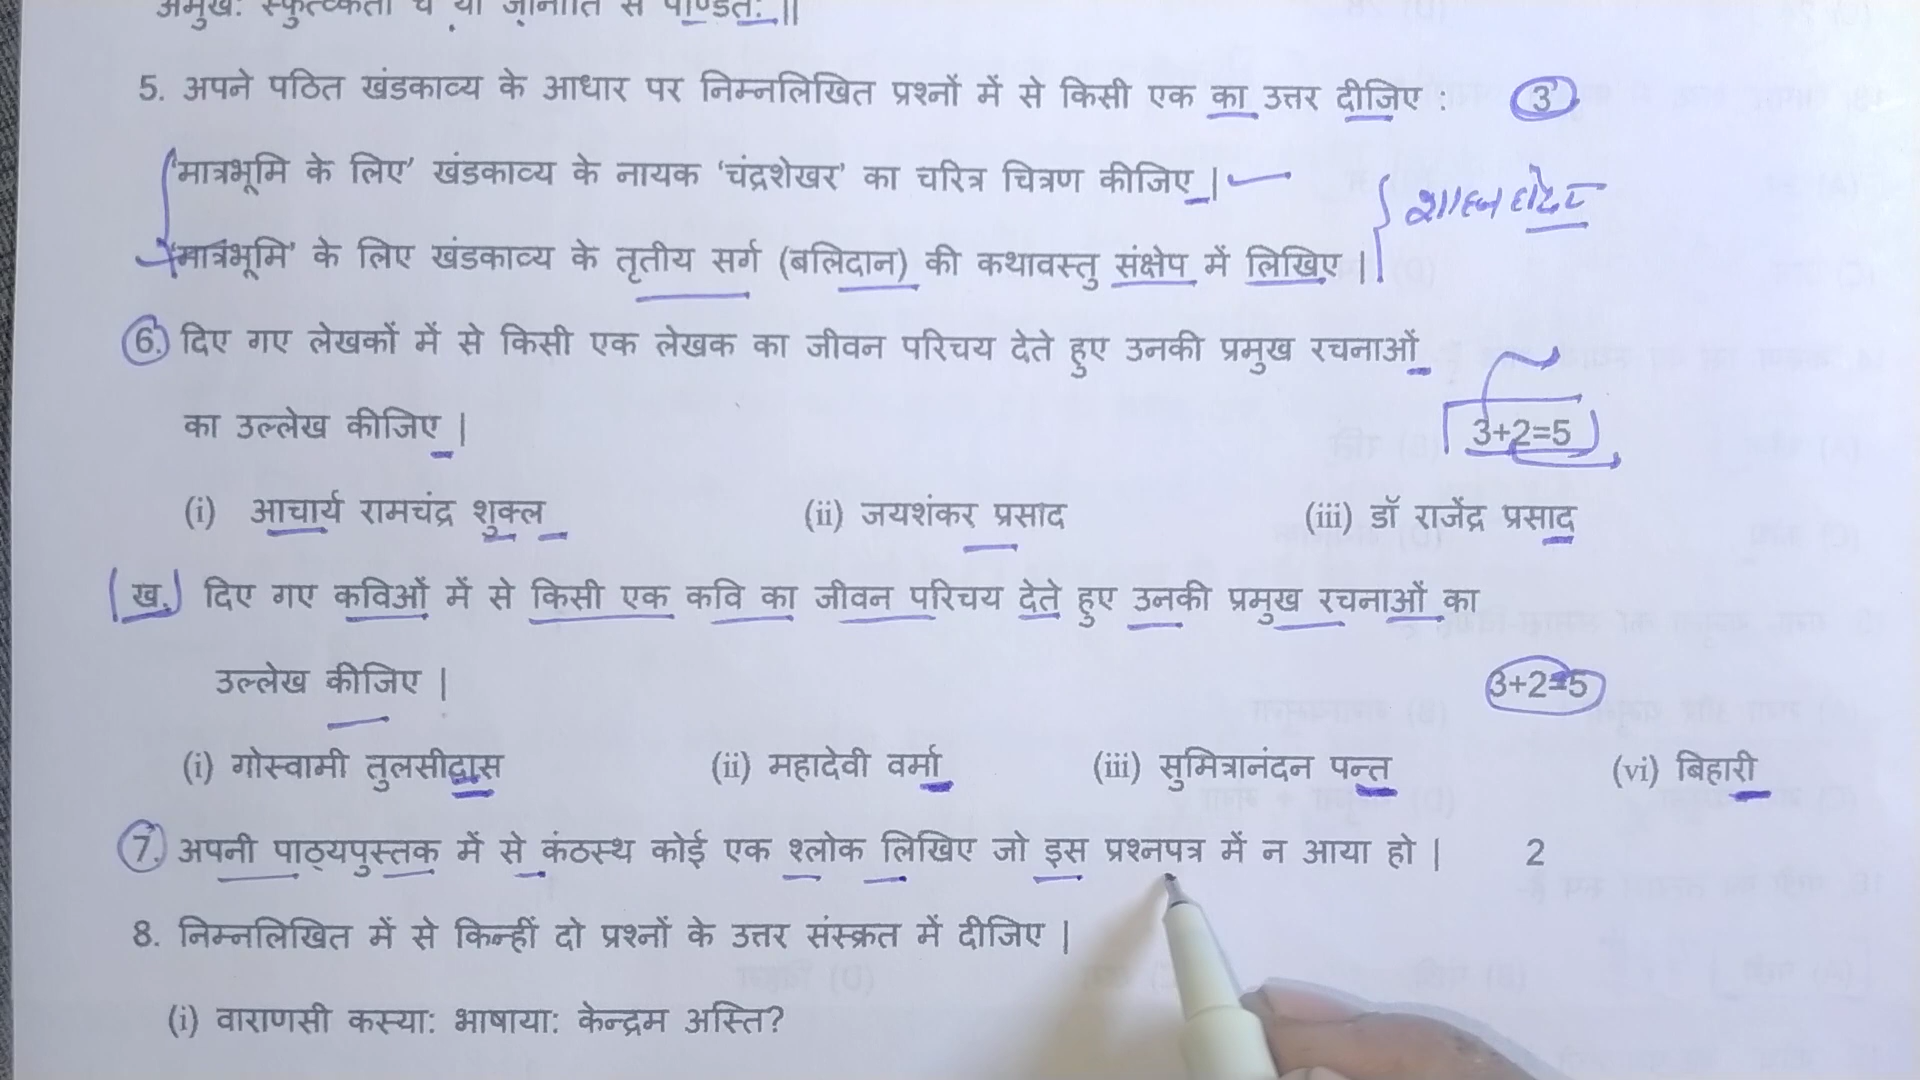 5. अपने पठित खंडकाव्य के आधार पर निम्नलिखित प्रश्नों में से किसी एक का उत्तर दीजिए : 3
'मात्रभूमि के लिए' खंडकाव्य के नायक 'चंद्रशेखर' का चरित्र चित्रण कीजिए |
'मात्रभूमि' के लिए खंडकाव्य के तृतीय सर्ग (बलिदान) की कथावस्तु संक्षेप में लिखिए |
6. दिए गए लेखकों में से किसी एक लेखक का जीवन परिचय देते हुए उनकी प्रमुख रचनाओं
का उल्लेख कीजिए | 3+2=5
(i) आचार्य रामचंद्र शुक्ल (ii) जयशंकर प्रसाद (iii) डॉ राजेंद्र प्रसाद
ख. दिए गए कविओं में से किसी एक कवि का जीवन परिचय देते हुए उनकी प्रमुख रचनाओं का
उल्लेख कीजिए | 3+2=5
(i) गोस्वामी तुलसीदास (ii) महादेवी वर्मा (iii) सुमित्रानंदन पन्त (vi) बिहारी
7. अपनी पाठ्यपुस्तक में से कंठस्थ कोई एक श्लोक लिखिए जो इस प्रश्नपत्र में न आया हो | 2
8. निम्नलिखित में से किन्हीं दो प्रश्नों के उत्तर संस्क्रत में दीजिए |
(i) वाराणसी कस्या: भाषाया: केन्द्रम अस्ति?